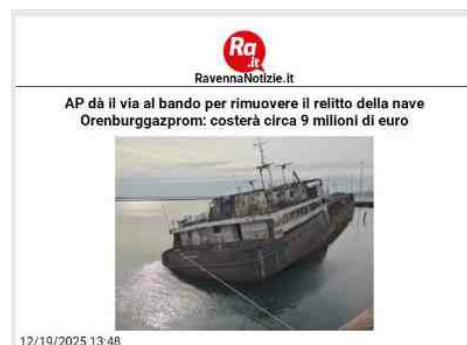 Ra
.it
RavennaNotizie.it
AP dà il via al bando per rimuovere il relitto della nave
Orenburggazprom: costerà circa 9 milioni di euro
12/19/2025 13:48